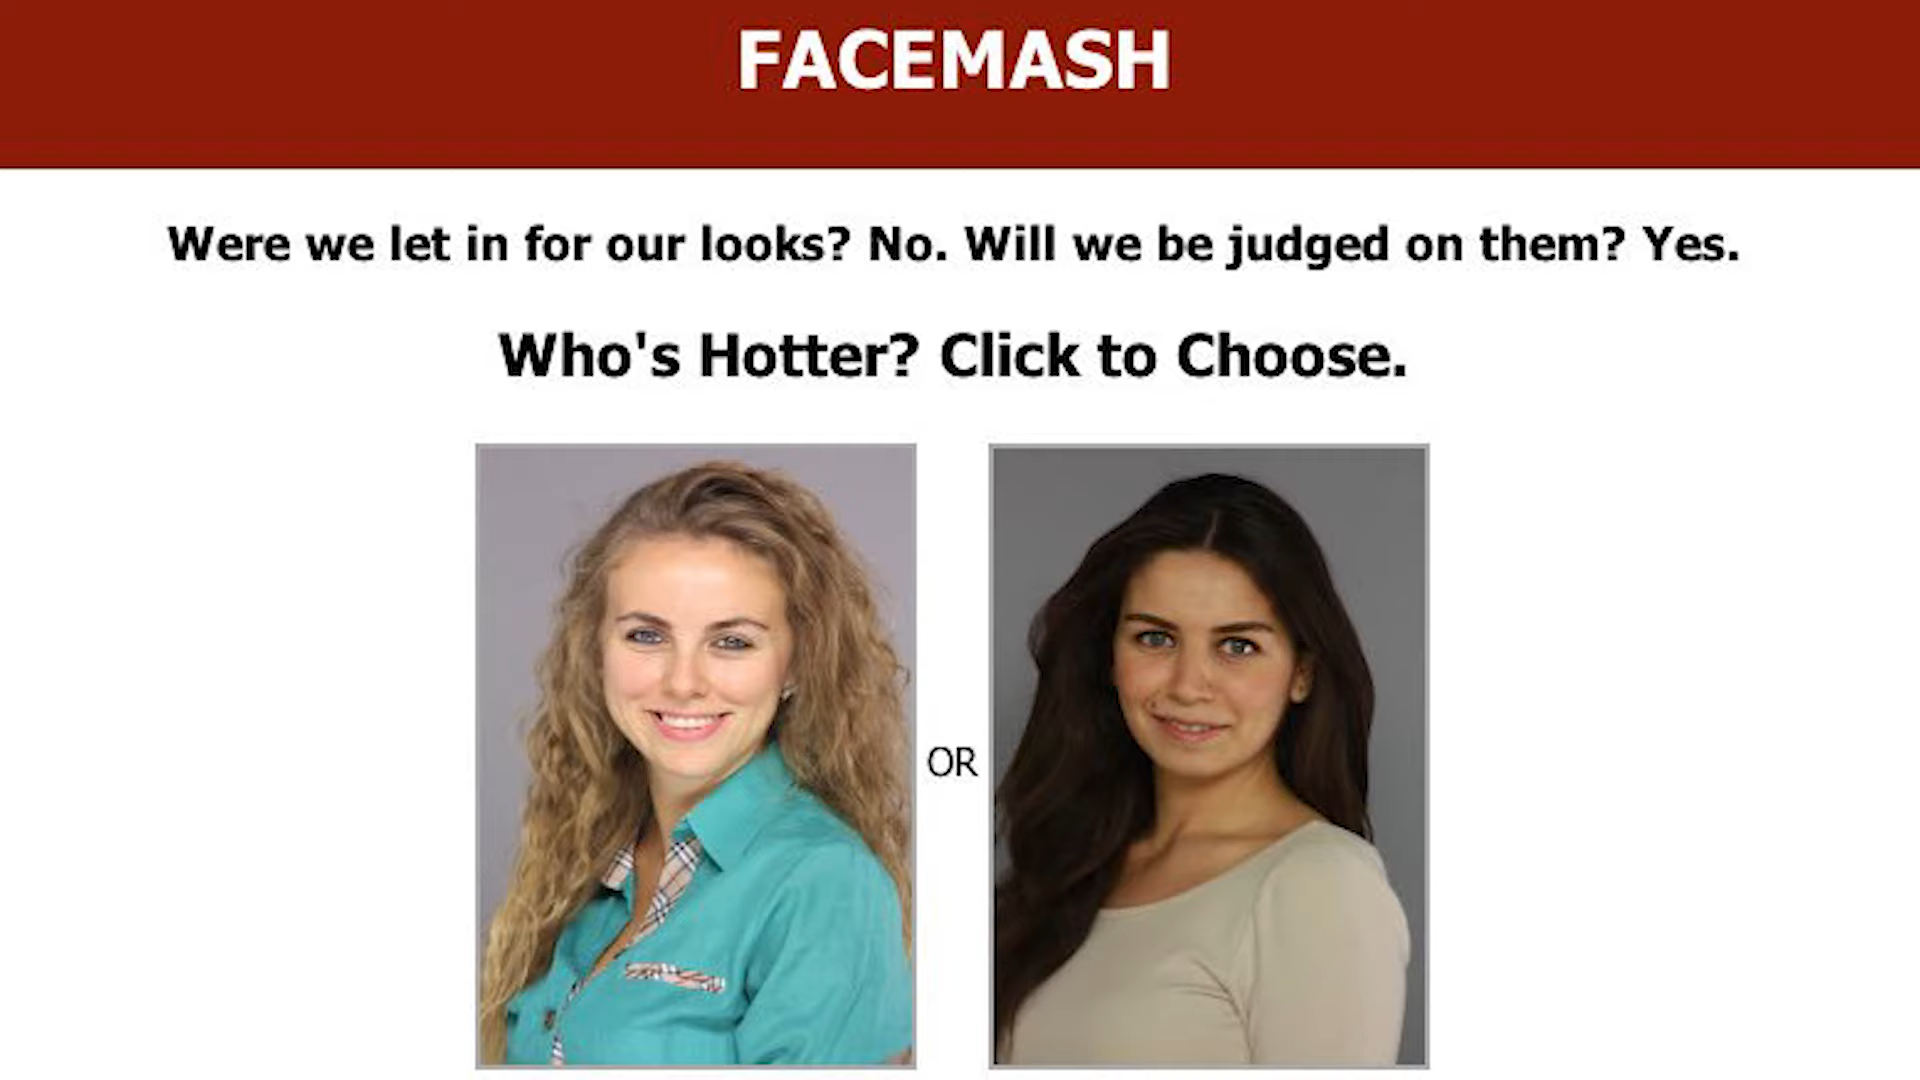 FACEMASH
Were we let in for our looks? No. Will we be judged on them? Yes.
Who's Hotter? Click to Choose.
OR